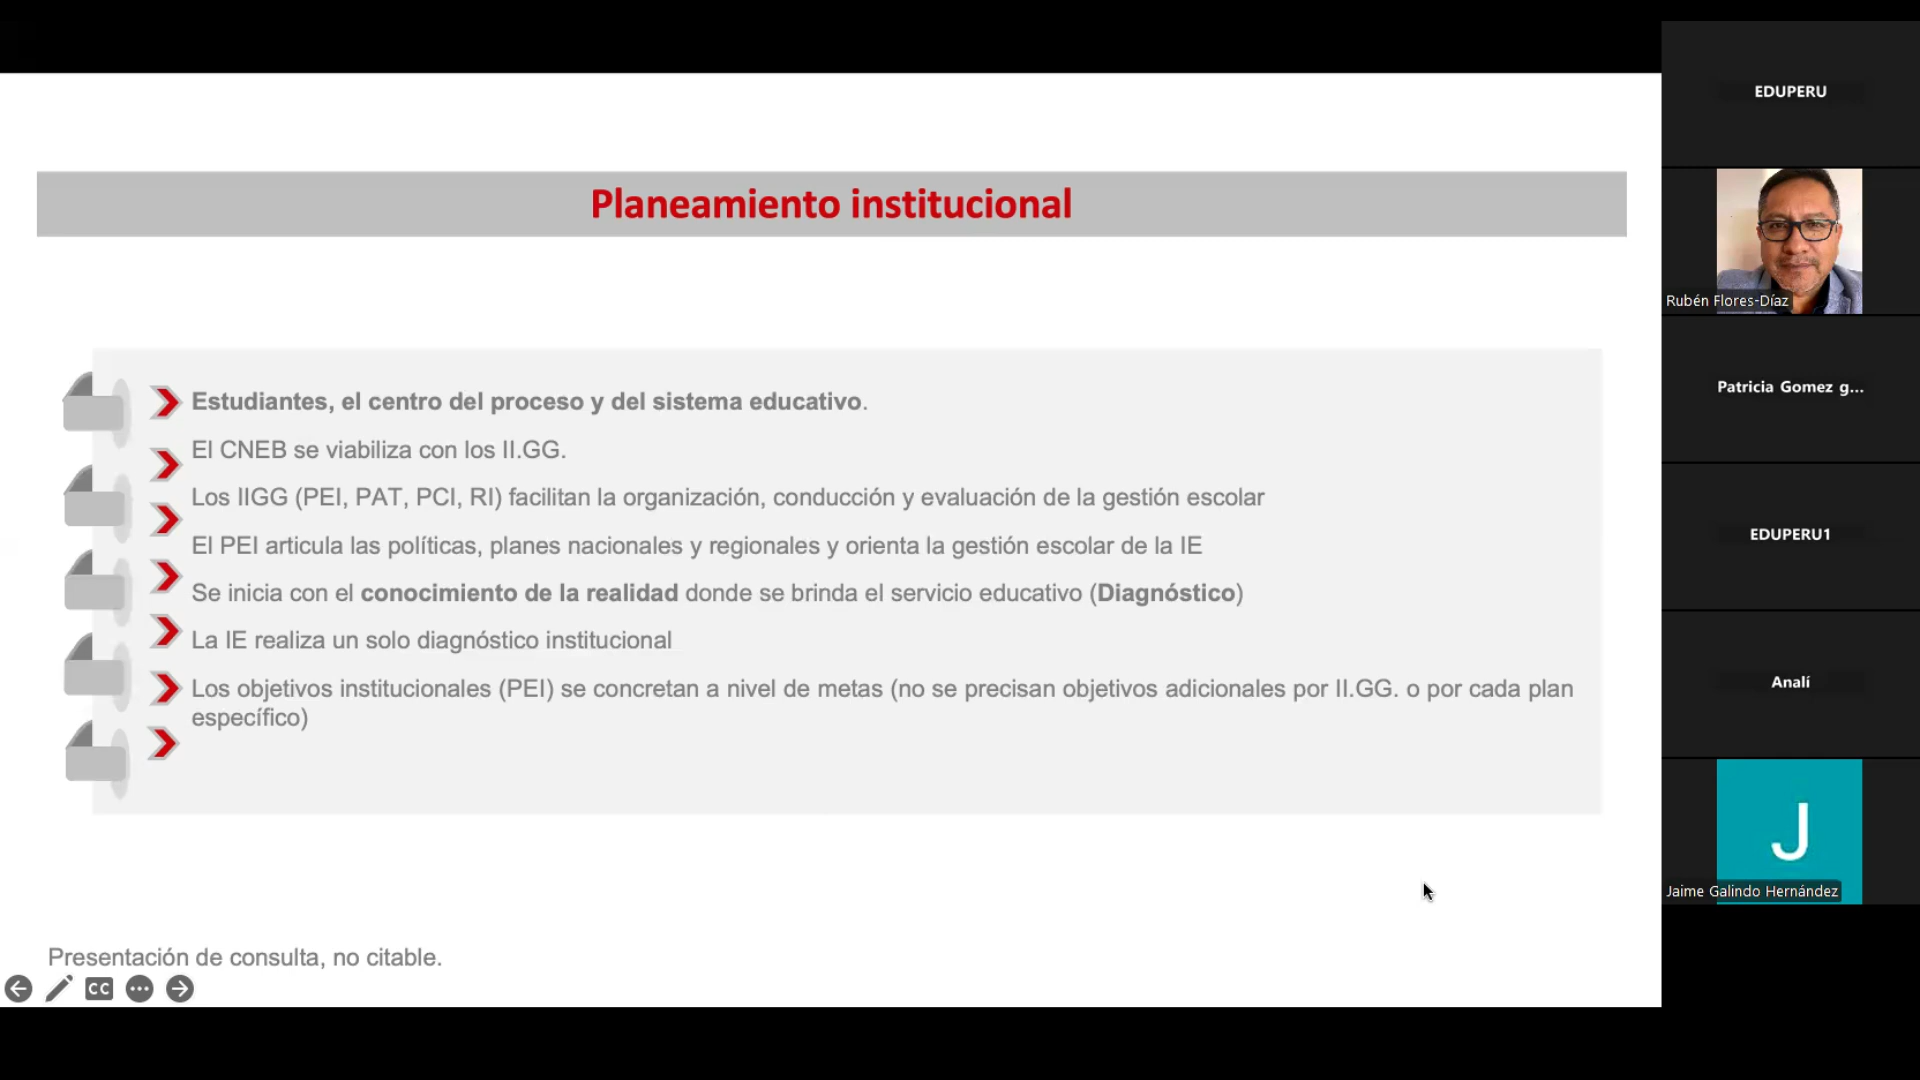 Planeamiento institucional
Estudiantes, el centro del proceso y del sistema educativo.
El CNEB se viabiliza con los II.GG.
Los IIGG (PEI, PAT, PCI, RI) facilitan la organización, conducción y evaluación de la gestión escolar
El PEI articula las políticas, planes nacionales y regionales y orienta la gestión escolar de la IE
Se inicia con el conocimiento de la realidad donde se brinda el servicio educativo (Diagnóstico)
La IE realiza un solo diagnóstico institucional
Los objetivos institucionales (PEI) se concretan a nivel de metas (no se precisan objetivos adicionales por II.GG. o por cada plan
específico)
Presentación de consulta, no citable.
CC
EDUPERU
Rubén Flores-Díaz
Patricia Gomez g...
EDUPERU1
Analí
J
Jaime Galindo Hernández